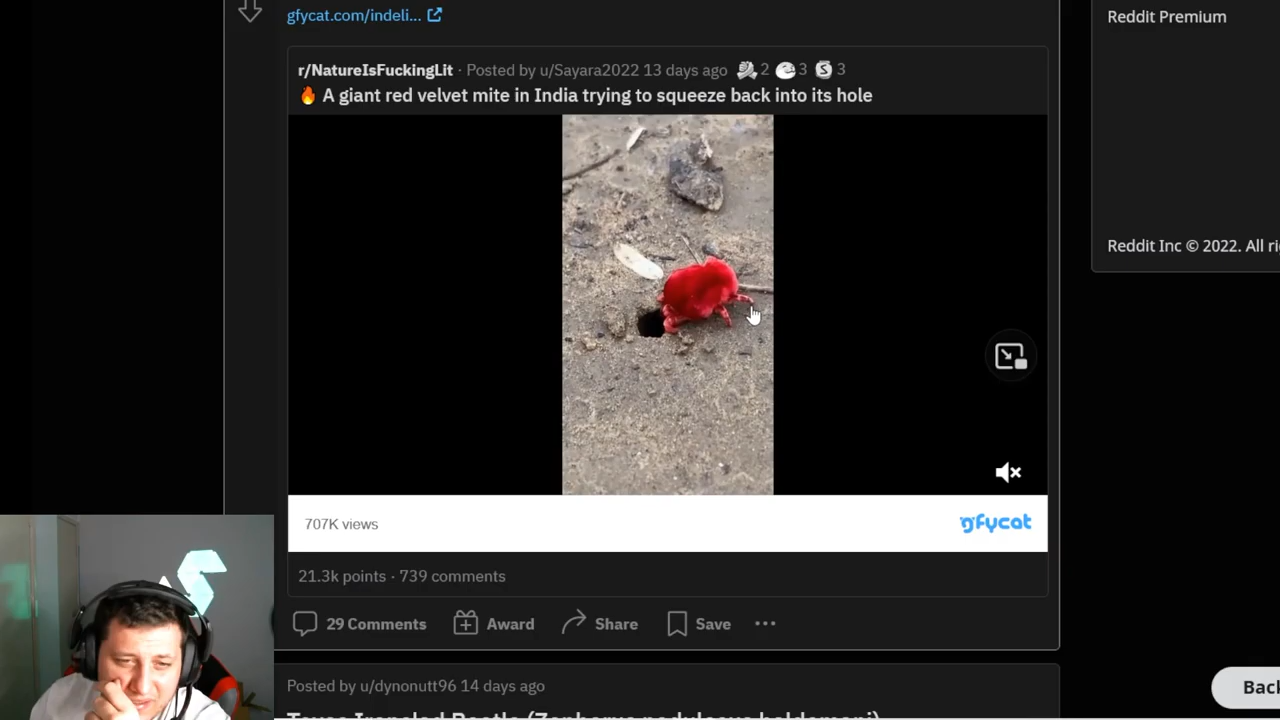 Reddit Premium
gfycat.com/indeli...
r/NatureIsFuckingLit · Posted by u/Sayara2022 13 days ago 2 3 3
🔥 A giant red velvet mite in India trying to squeeze back into its hole
Reddit Inc © 2022. All ri
707K views
gfycat
21.3k points · 739 comments
29 Comments
Award
Share
Save
Posted by u/dynonutt96 14 days ago
Back